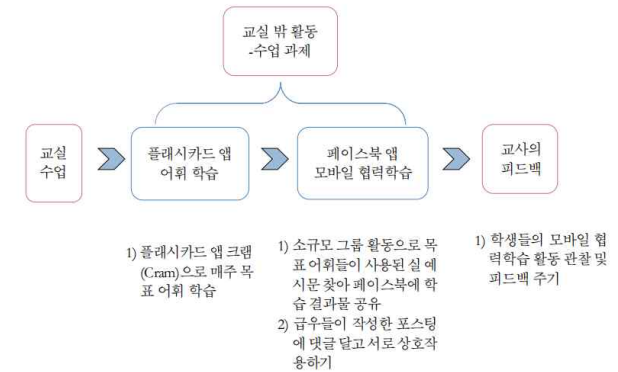 교실 밖 활동
-수업 과제
교실
수업
플래시카드 앱
어휘 학습
페이스북 앱
모바일 협력학습
교사의
피드백
1) 플래시카드 앱 크램
(Cram)으로 매주 목
표 어휘 학습
1) 소규모 그룹 활동으로 목
표 어휘들이 사용된 실 예
시문 찾아 페이스북에 학
습 결과물 공유
2) 급우들이 작성한 포스팅
에 댓글 달고 서로 상호작
용하기
1) 학생들의 모바일 협
력학습 활동 관찰 및
피드백 주기